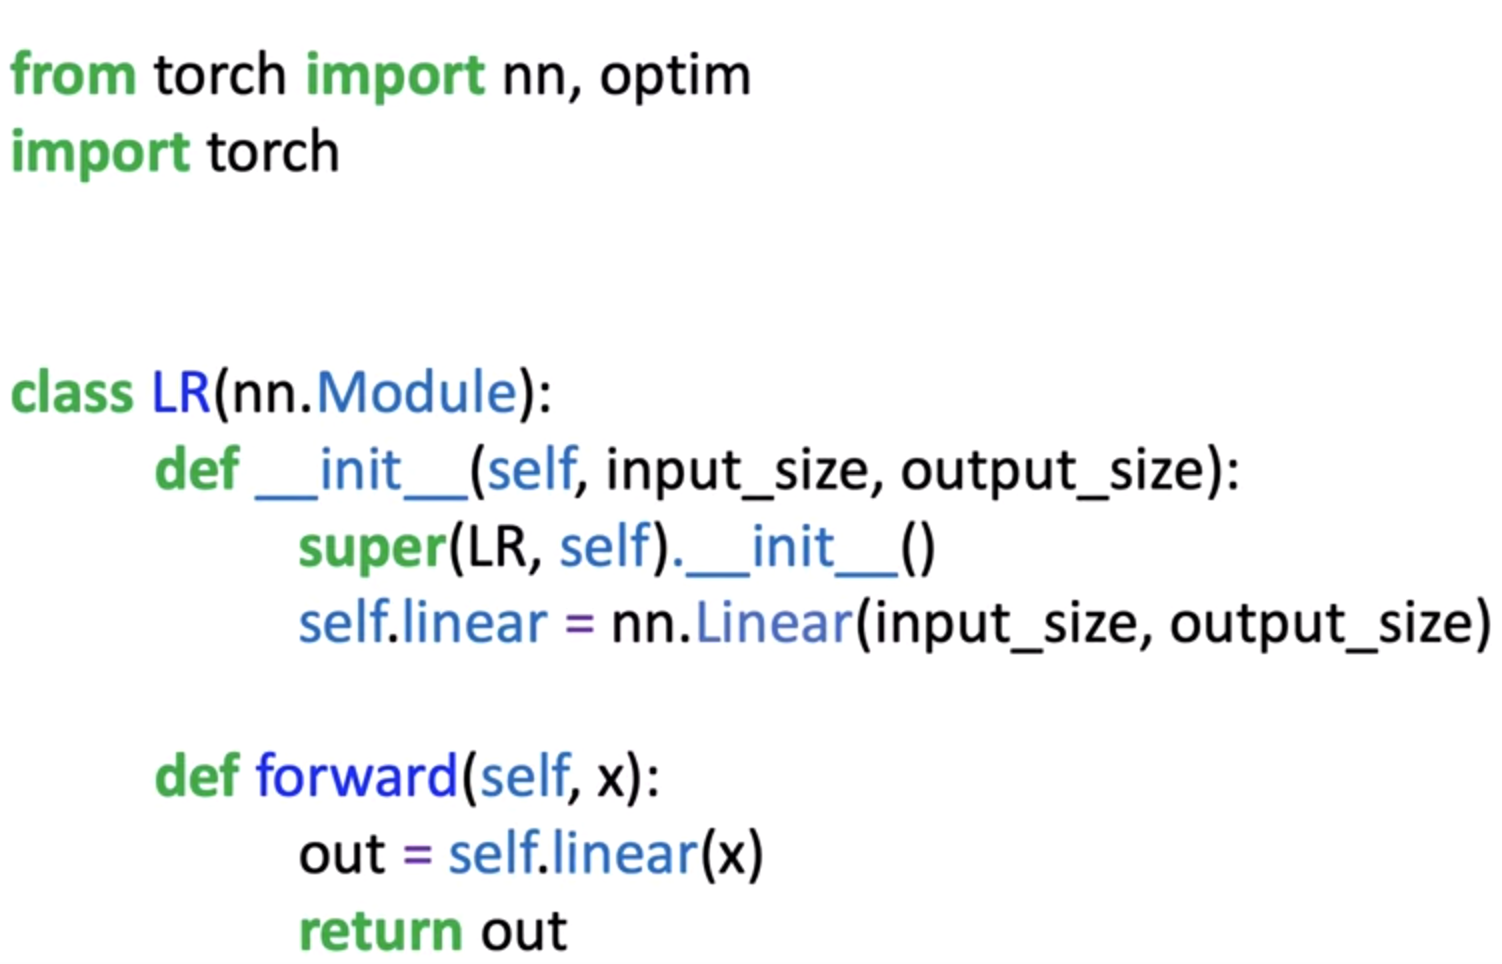 from torch import nn, optim
import torch
class LR(nn.Module):
def __init__(self, input_size, output_size):
super(LR, self).__init__()
self.linear = nn.Linear(input_size, output_size)
def forward(self, x):
out = self.linear(x)
return out